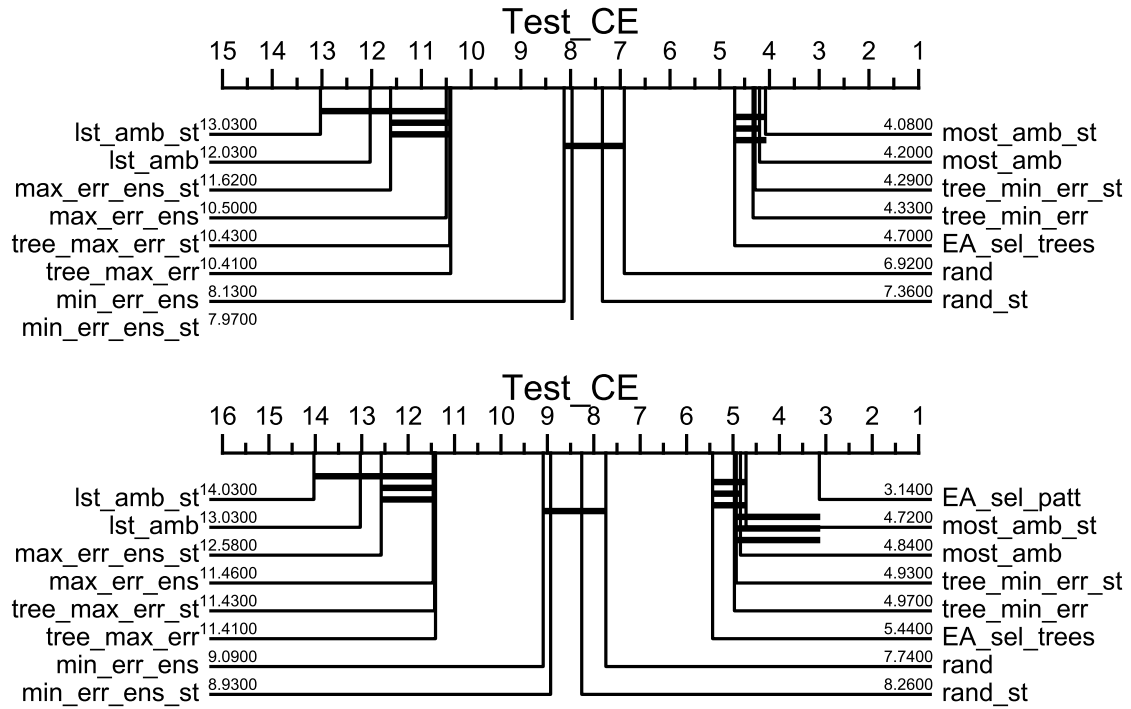 Test_CE
15 14 13 12 11 10 9 8 7 6 5 4 3 2 1
lst_amb_st 13.0300 4.0800 most_amb_st
lst_amb 12.0300 4.2000 most_amb
max_err_ens_st 11.6200 4.2900 tree_min_err_st
max_err_ens 10.5000 4.3300 tree_min_err
tree_max_err_st 10.4300 4.7000 EA_sel_trees
tree_max_err 10.4100 6.9200 rand
min_err_ens 8.1300 7.3600 rand_st
min_err_ens_st 7.9700
Test_CE
16 15 14 13 12 11 10 9 8 7 6 5 4 3 2 1
lst_amb_st 14.0300 3.1400 EA_sel_patt
lst_amb 13.0300 4.7200 most_amb_st
max_err_ens_st 12.5800 4.8400 most_amb
max_err_ens 11.4600 4.9300 tree_min_err_st
tree_max_err_st 11.4300 4.9700 tree_min_err
tree_max_err 11.4100 5.4400 EA_sel_trees
min_err_ens 9.0900 7.7400 rand
min_err_ens_st 8.9300 8.2600 rand_st